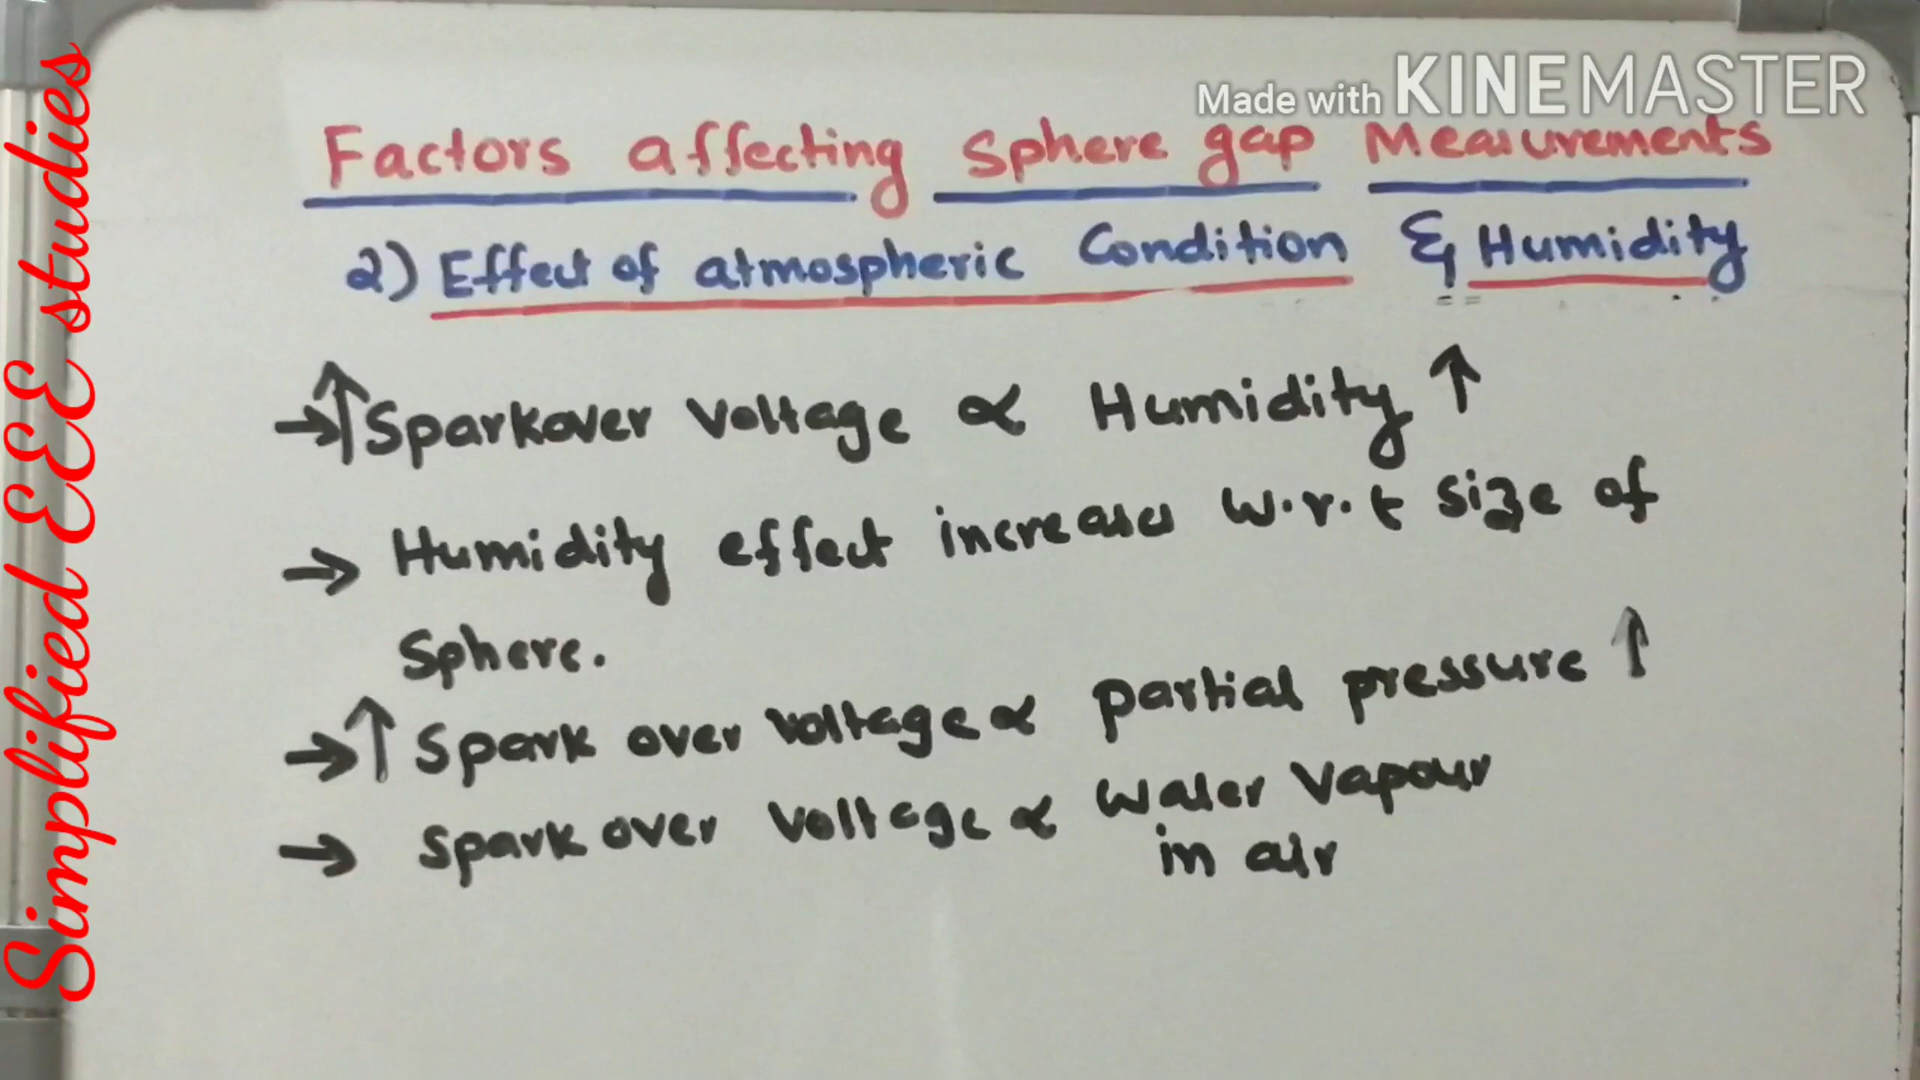 Simplified EEE studies
Made with KINEMASTER
Factors affecting Sphere gap Measurements
2) Effect of atmospheric Condition & Humidity
→ ↑ Sparkover Voltage ∝ Humidity ↑
→ Humidity effect increases w.r.t size of
Sphere.
→ ↑ Spark over voltage ∝ partial pressure ↑
→ Spark over Voltage ∝ Water Vapour
in air